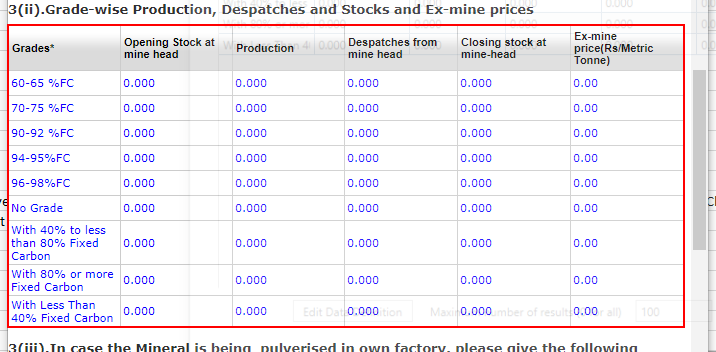 3(ii).Grade-wise Production, Despatches and Stocks and Ex-mine prices
Grades* Opening Stock at mine head Production Despatches from mine head Closing stock at mine-head Ex-mine price(Rs/Metric Tonne)
60-65 %FC 0.000 0.000 0.000 0.000 0.00
70-75 %FC 0.000 0.000 0.000 0.000 0.00
90-92 %FC 0.000 0.000 0.000 0.000 0.00
94-95%FC 0.000 0.000 0.000 0.000 0.00
96-98%FC 0.000 0.000 0.000 0.000 0.00
No Grade 0.000 0.000 0.000 0.000 0.00
With 40% to less than 80% Fixed Carbon 0.000 0.000 0.000 0.000 0.00
With 80% or more Fixed Carbon 0.000 0.000 0.000 0.000 0.00
With Less Than 40% Fixed Carbon 0.000 0.000 0.000 0.000 0.00
3(iii).In case the Mineral is being pulverised in own factory, please give the following